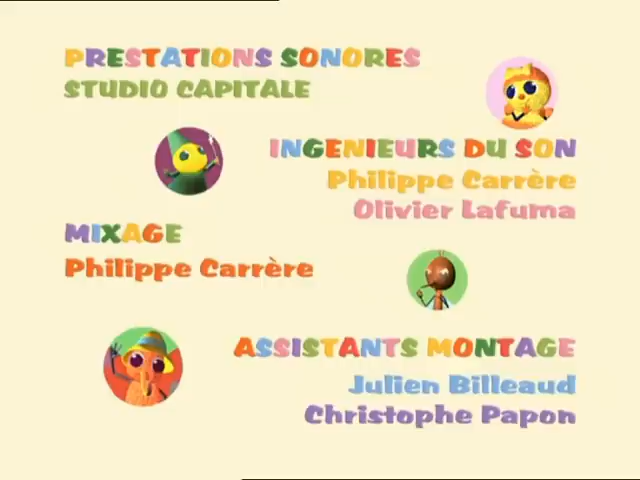 PRESTATIONS SONORES
STUDIO CAPITALE
INGENIEURS DU SON
Philippe Carrère
Olivier Lafuma
MIXAGE
Philippe Carrère
ASSISTANTS MONTAGE
Julien Billeaud
Christophe Papon